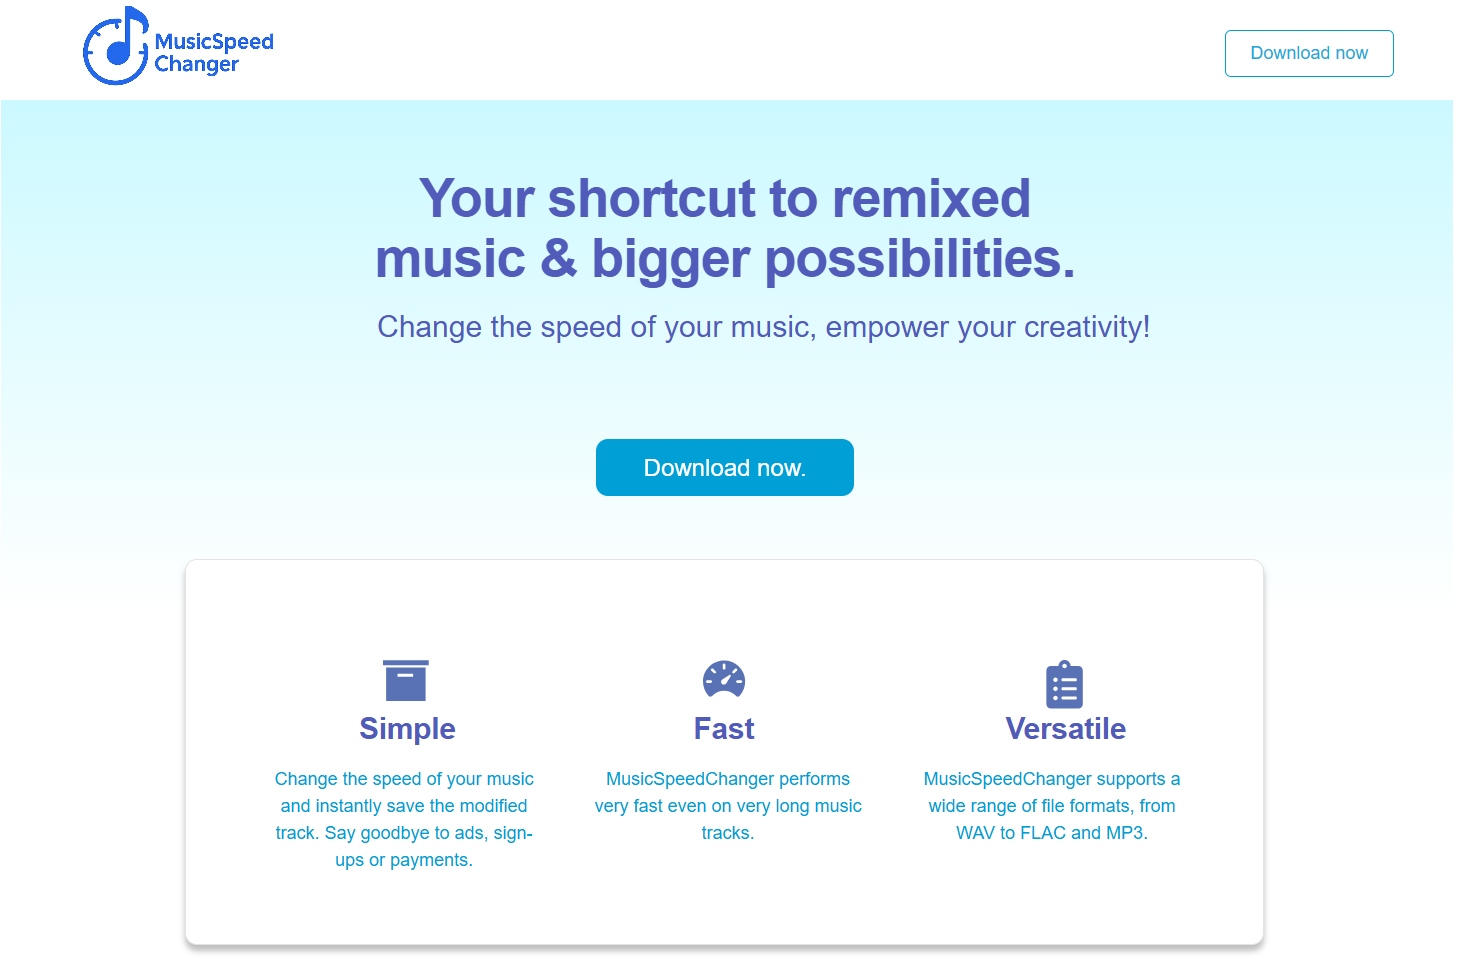 MusicSpeed
Changer
Download now
Your shortcut to remixed
music & bigger possibilities.
Change the speed of your music, empower your creativity!
Download now.
Simple
Change the speed of your music
and instantly save the modified
track. Say goodbye to ads, sign-
ups or payments.
Fast
MusicSpeedChanger performs
very fast even on very long music
tracks.
Versatile
MusicSpeedChanger supports a
wide range of file formats, from
WAV to FLAC and MP3.